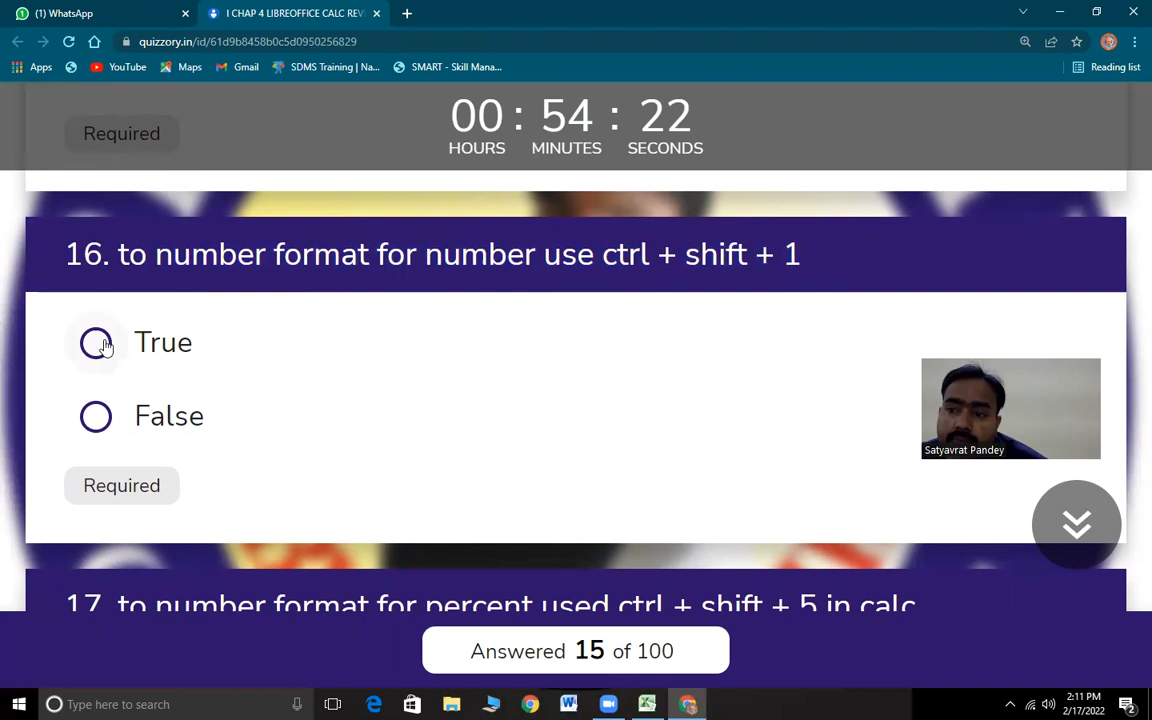 (1) WhatsApp
I CHAP 4 LIBREOFFICE CALC REV
quizzory.in/id/61d9b8458b0c5d0950256829
Apps
YouTube
Maps
Gmail
SDMS Training | Na...
SMART - Skill Mana...
Reading list
Required
00 : 54 : 22
HOURS MINUTES SECONDS
16. to number format for number use ctrl + shift + 1
True
False
Required
Satyavrat Pandey
17. to number format for percent used ctrl + shift + 5 in calc
Answered 15 of 100
Type here to search
2:11 PM
2/17/2022
2